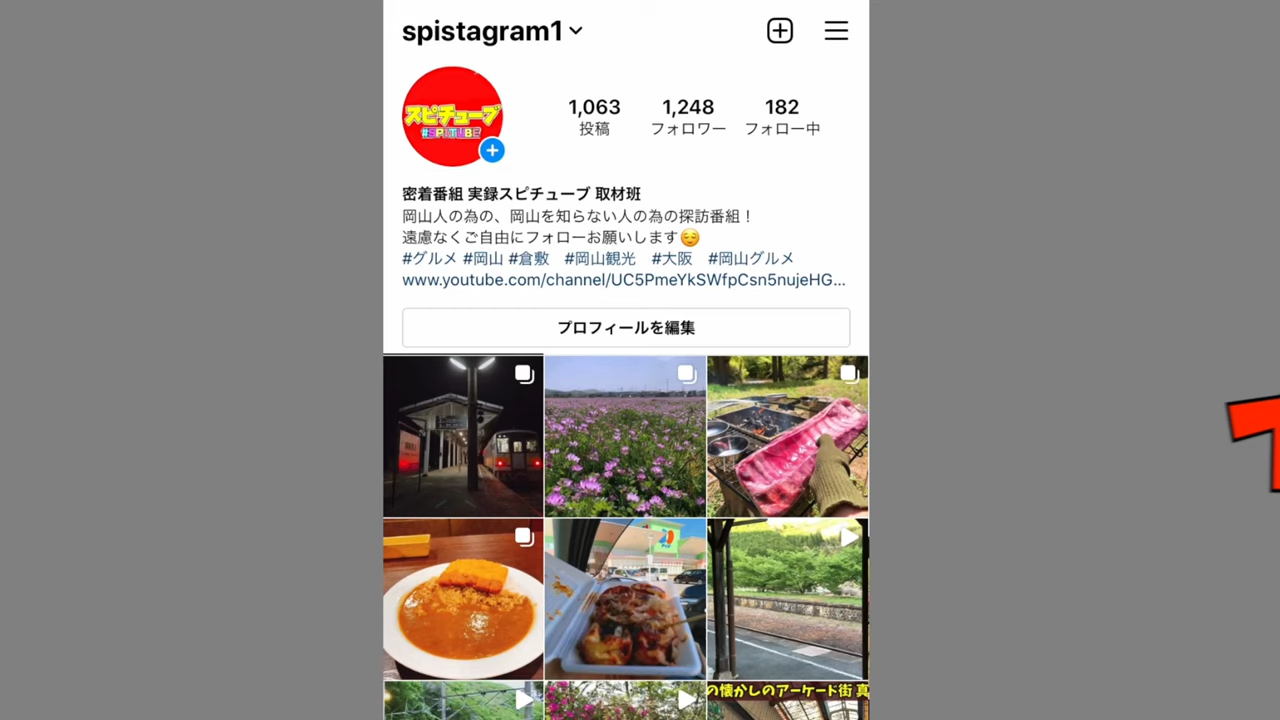 spistagram1
スピチューブ
#SPITUBE
1,063
投稿
1,248
フォロワー
182
フォロー中
密着番組 実録スピチューブ 取材班
岡山人の為の、岡山を知らない人の為の探訪番組！
遠慮なくご自由にフォローお願いします😌
#グルメ #岡山 #倉敷　#岡山観光　#大阪　#岡山グルメ
www.youtube.com/channel/UC5PmeYkSWfpCsn5nujeHG...
プロフィールを編集
の懐かしのアーケード街 真